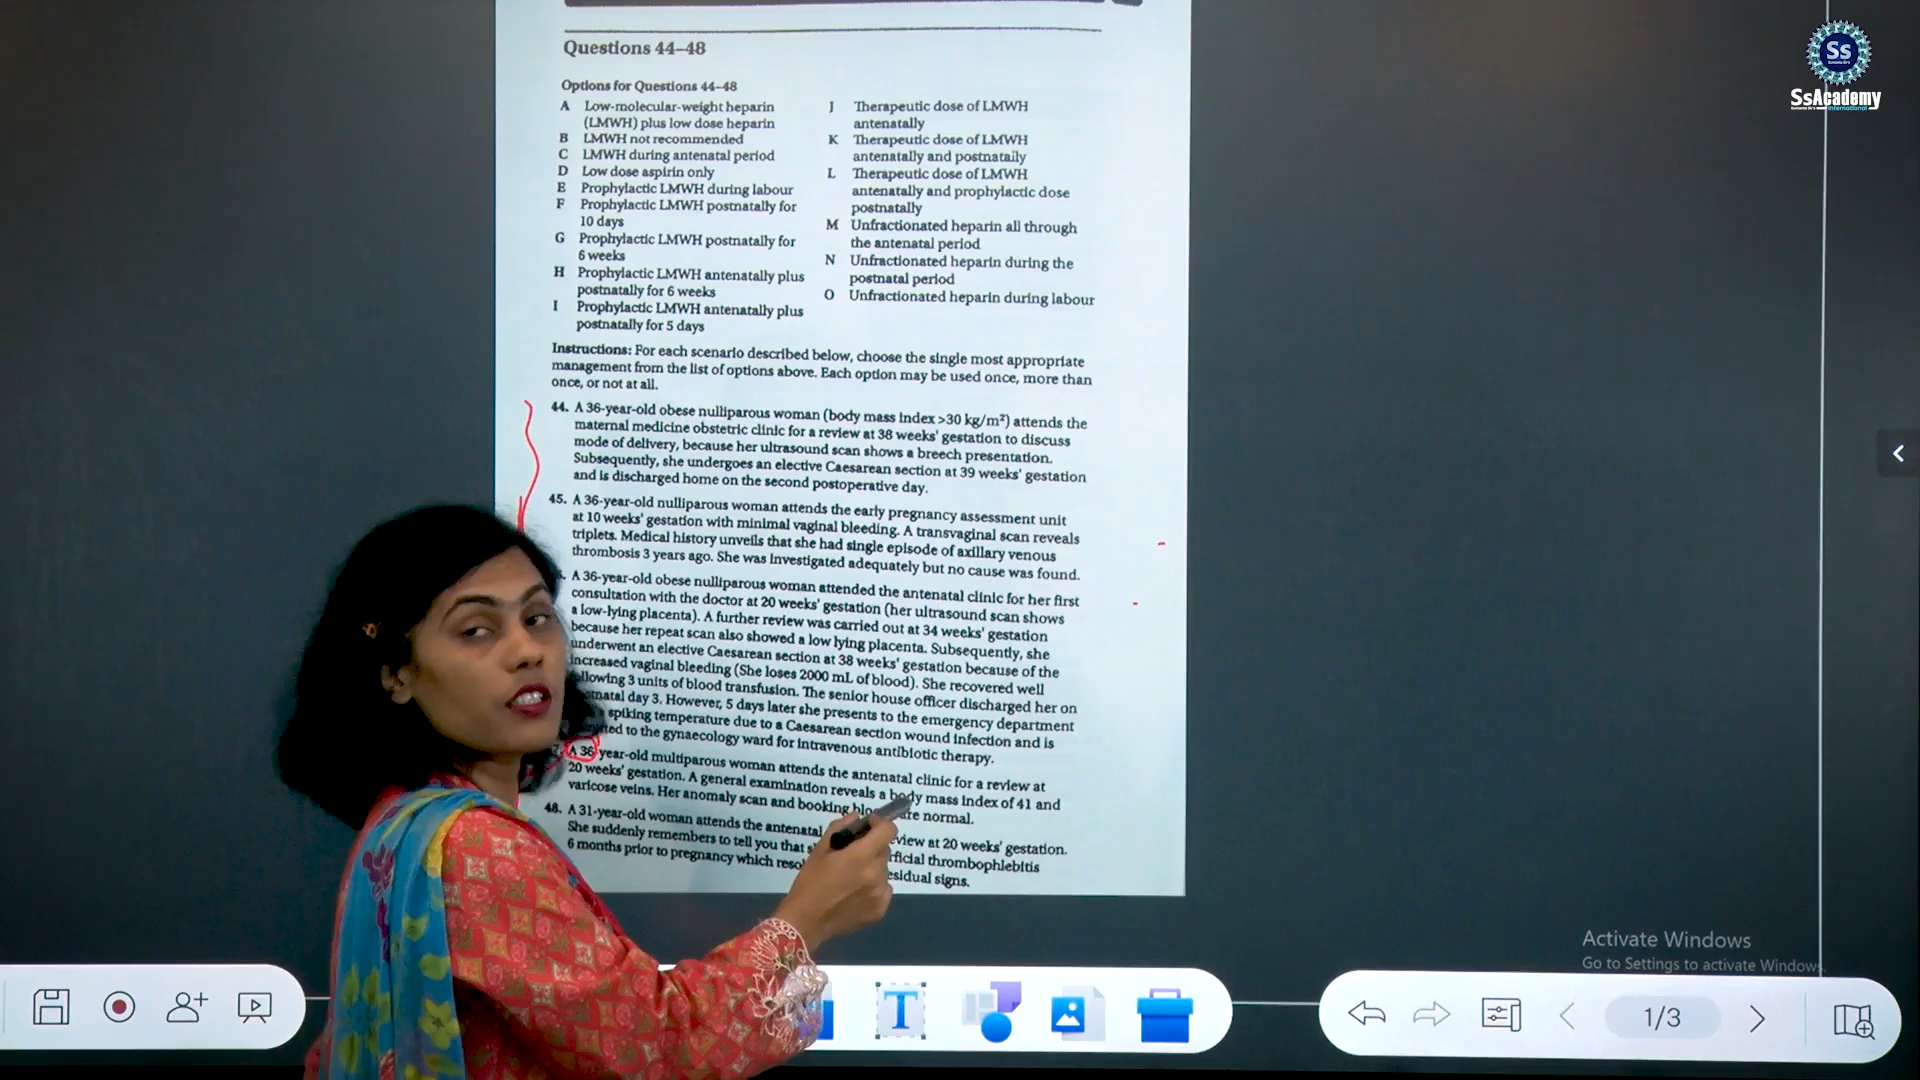 Ss
SsAcademy
International
Questions 44–48
Options for Questions 44–48
A Low-molecular-weight heparin
(LMWH) plus low dose heparin
B LMWH not recommended
C LMWH during antenatal period
D Low dose aspirin only
E Prophylactic LMWH during labour
F Prophylactic LMWH postnatally for
10 days
G Prophylactic LMWH postnatally for
6 weeks
H Prophylactic LMWH antenatally plus
postnatally for 6 weeks
I Prophylactic LMWH antenatally plus
postnatally for 5 days
J Therapeutic dose of LMWH
antenatally
K Therapeutic dose of LMWH
antenatally and postnatally
L Therapeutic dose of LMWH
antenatally and prophylactic dose
postnatally
M Unfractionated heparin all through
the antenatal period
N Unfractionated heparin during the
postnatal period
O Unfractionated heparin during labour
Instructions: For each scenario described below, choose the single most appropriate
management from the list of options above. Each option may be used once, more than
once, or not at all.
44. A 36-year-old obese nulliparous woman (body mass index >30 kg/m²) attends the
maternal medicine obstetric clinic for a review at 38 weeks' gestation to discuss
mode of delivery, because her ultrasound scan shows a breech presentation.
Subsequently, she undergoes an elective Caesarean section at 39 weeks' gestation
and is discharged home on the second postoperative day.
45. A 36-year-old nulliparous woman attends the early pregnancy assessment unit
at 10 weeks' gestation with minimal vaginal bleeding. A transvaginal scan reveals
triplets. Medical history unveils that she had single episode of axillary venous
thrombosis 3 years ago. She was investigated adequately but no cause was found.
A 36-year-old obese nulliparous woman attended the antenatal clinic for her first
consultation with the doctor at 20 weeks' gestation (her ultrasound scan shows
a low-lying placenta). A further review was carried out at 34 weeks' gestation
because her repeat scan also showed a low lying placenta. Subsequently, she
underwent an elective Caesarean section at 38 weeks' gestation because of the
increased vaginal bleeding (She loses 2000 mL of blood). She recovered well
following 3 units of blood transfusion. The senior house officer discharged her on
postnatal day 3. However, 5 days later she presents to the emergency department
spiking temperature due to a Caesarean section wound infection and is
to the gynaecology ward for intravenous antibiotic therapy.
A 36-year-old multiparous woman attends the antenatal clinic for a review at
20 weeks' gestation. A general examination reveals a body mass index of 41 and
varicose veins. Her anomaly scan and booking are normal.
48. A 31-year-old woman attends the antenatal review at 20 weeks' gestation.
She suddenly remembers to tell you that thrombophlebitis
6 months prior to pregnancy which signs.
Activate Windows
Go to Settings to activate Windows.
T
1/3